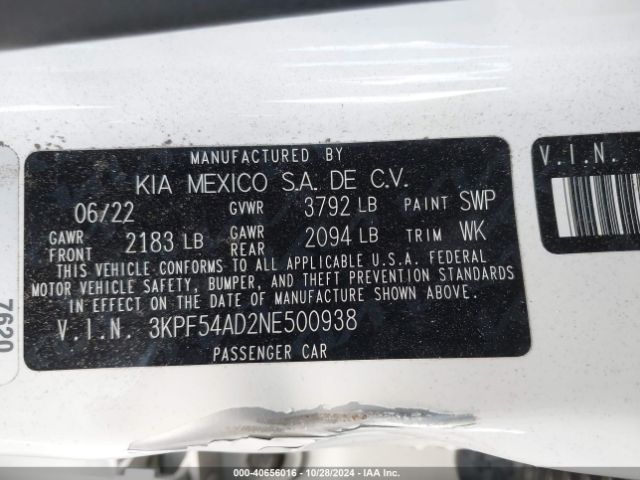 MANUFACTURED BY
KIA MEXICO S.A. DE C.V.
06/22 GVWR 3792 LB PAINT SWP
GAWR FRONT 2183 LB GAWR REAR 2094 LB TRIM WK
THIS VEHICLE CONFORMS TO ALL APPLICABLE U.S.A. FEDERAL
MOTOR VEHICLE SAFETY, BUMPER, AND THEFT PREVENTION STANDARDS
IN EFFECT ON THE DATE OF MANUFACTURE SHOWN ABOVE.
V.I.N. 3KPF54AD2NE500938
PASSENGER CAR
V.I.N.
7620
000-40656016 | 10/28/2024 | IAA Inc.